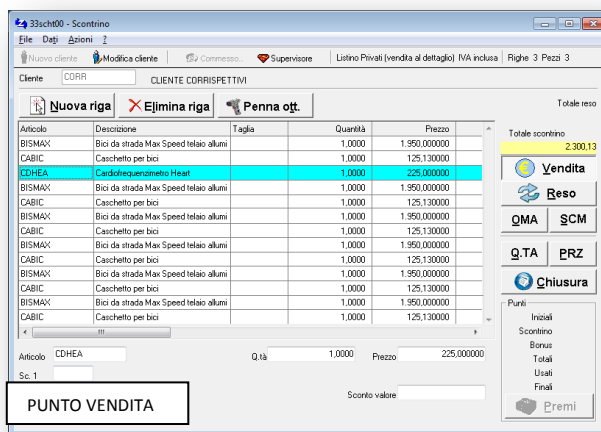 33scht00 - Scontrino
File Dati Azioni ?
Nuovo cliente Modifica cliente Commesso... Supervisore Listino Privati (vendita al dettaglio) IVA inclusa Righe 3 Pezzi 3
Cliente CORR CLIENTE CORRISPETTIVI
Nuova riga Elimina riga Penna ott. Totale reso
Articolo Descrizione Taglia Quantità Prezzo
BISMAX Bici da strada Max Speed telaio allumi 1,0000 1.950,000000
CABIC Caschetto per bici 1,0000 125,130000
CDHEA Cardiofrequenzimetro Heart 1,0000 225,000000
BISMAX Bici da strada Max Speed telaio allumi 1,0000 1.950,000000
CABIC Caschetto per bici 1,0000 125,130000
BISMAX Bici da strada Max Speed telaio allumi 1,0000 1.950,000000
CABIC Caschetto per bici 1,0000 125,130000
BISMAX Bici da strada Max Speed telaio allumi 1,0000 1.950,000000
CABIC Caschetto per bici 1,0000 125,130000
BISMAX Bici da strada Max Speed telaio allumi 1,0000 1.950,000000
CABIC Caschetto per bici 1,0000 125,130000
CABIC Caschetto per bici 1,0000 125,130000
BISMAX Bici da strada Max Speed telaio allumi 1,0000 1.950,000000
CABIC Caschetto per bici 1,0000 125,130000
Totale scontrino
2.300,13
Vendita
Reso
OMA SCM
Q.TA PRZ
Chiusura
Punti
Iniziali
Scontrino
Bonus
Totali
Usati
Finali
Premi
Articolo CDHEA Q.tà 1,0000 Prezzo 225,000000
Sc. 1
Sconto valore
PUNTO VENDITA